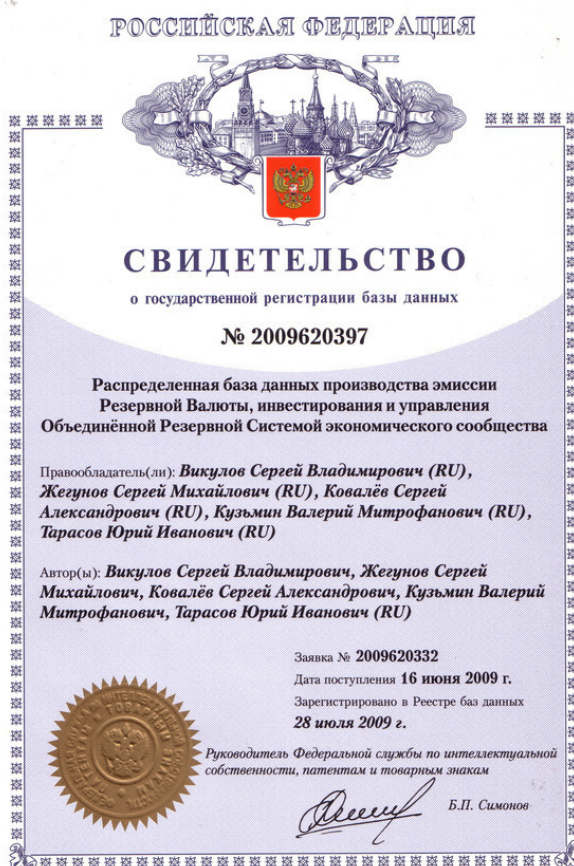 РОССИЙСКАЯ ФЕДЕРАЦИЯ
СВИДЕТЕЛЬСТВО
о государственной регистрации базы данных
№ 2009620397
Распределенная база данных производства эмиссии
Резервной Валюты, инвестирования и управления
Объединённой Резервной Системой экономического сообщества
Правообладатель(ли): Викулов Сергей Владимирович (RU),
Жегунов Сергей Михайлович (RU), Ковалёв Сергей
Александрович (RU), Кузьмин Валерий Митрофанович (RU),
Тарасов Юрий Иванович (RU)
Автор(ы): Викулов Сергей Владимирович, Жегунов Сергей
Михайлович, Ковалёв Сергей Александрович, Кузьмин Валерий
Митрофанович, Тарасов Юрий Иванович (RU)
Заявка № 2009620332
Дата поступления 16 июня 2009 г.
Зарегистрировано в Реестре баз данных
28 июля 2009 г.
Руководитель Федеральной службы по интеллектуальной
собственности, патентам и товарным знакам
Б.П. Симонов